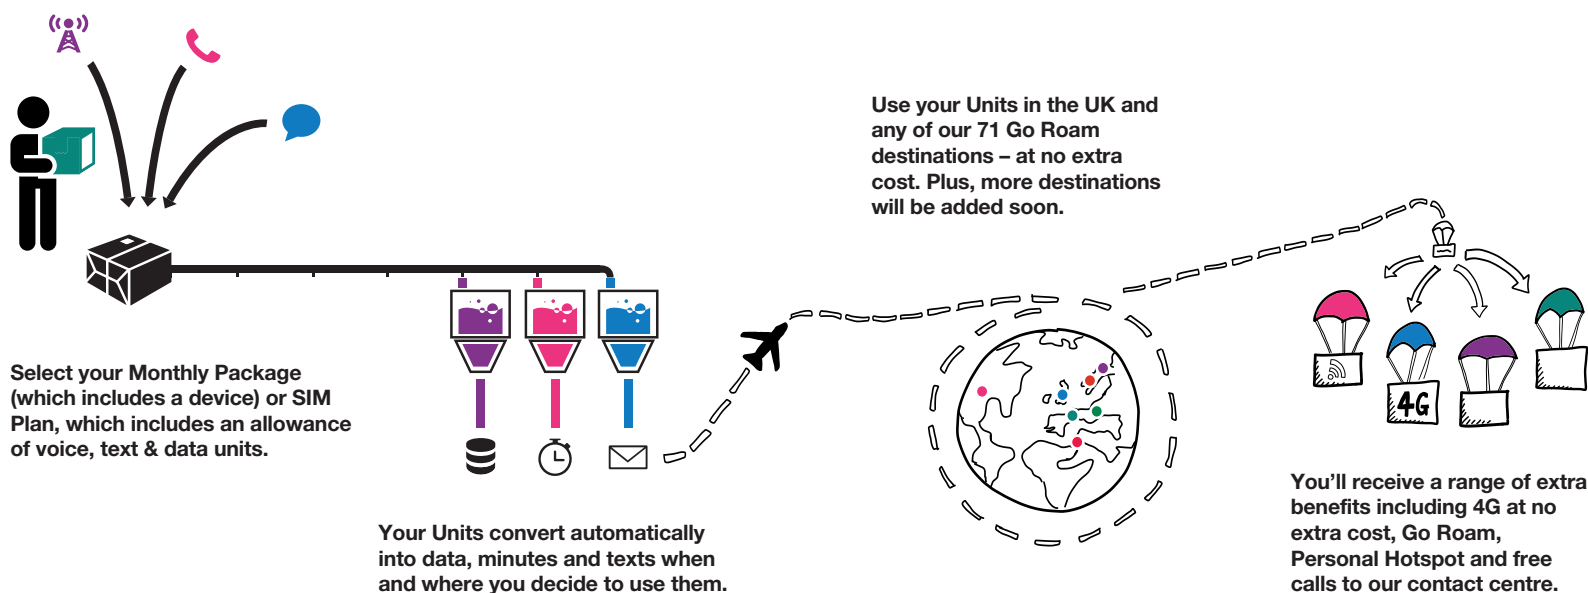 Select your Monthly Package
(which includes a device) or SIM
Plan, which includes an allowance
of voice, text & data units.
Your Units convert automatically
into data, minutes and texts when
and where you decide to use them.
Use your Units in the UK and
any of our 71 Go Roam
destinations – at no extra
cost. Plus, more destinations
will be added soon.
4G
You’ll receive a range of extra
benefits including 4G at no
extra cost, Go Roam,
Personal Hotspot and free
calls to our contact centre.